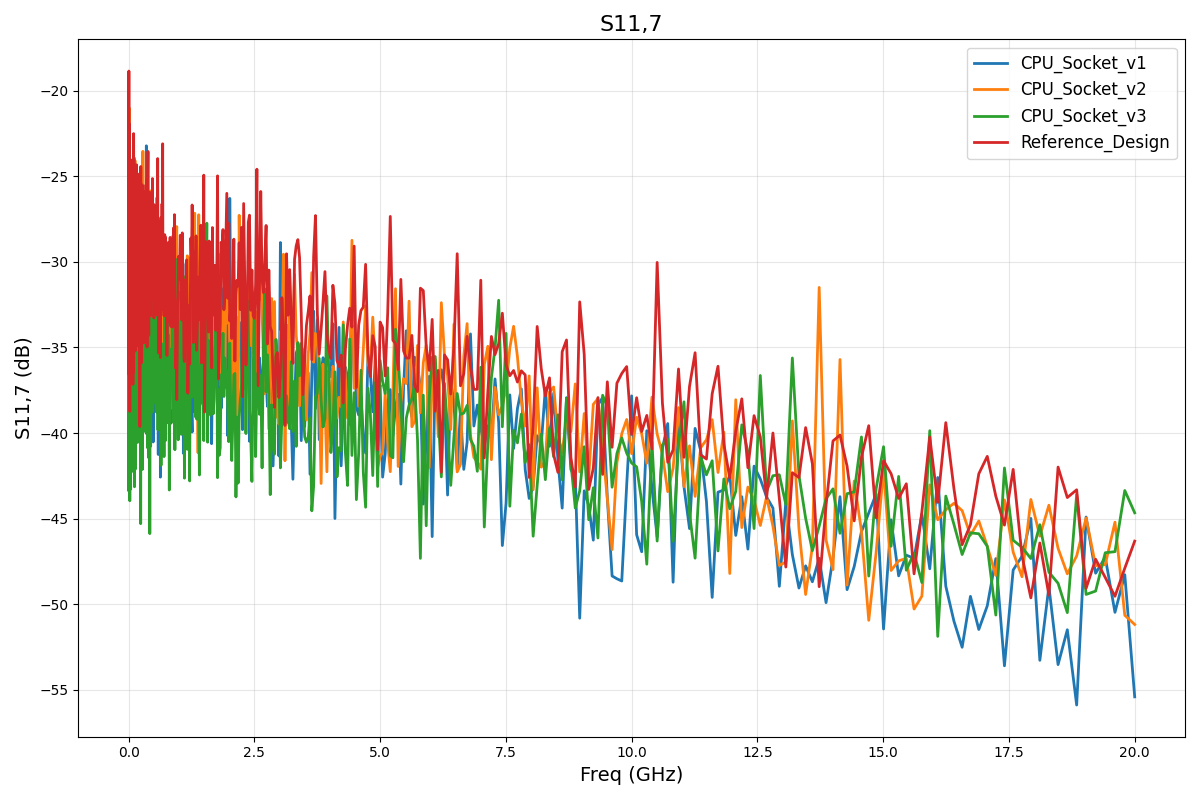 S11,7
CPU_Socket_v1
CPU_Socket_v2
CPU_Socket_v3
Reference_Design
S11,7 (dB)
−20
−25
−30
−35
−40
−45
−50
−55
0.0 2.5 5.0 7.5 10.0 12.5 15.0 17.5 20.0
Freq (GHz)